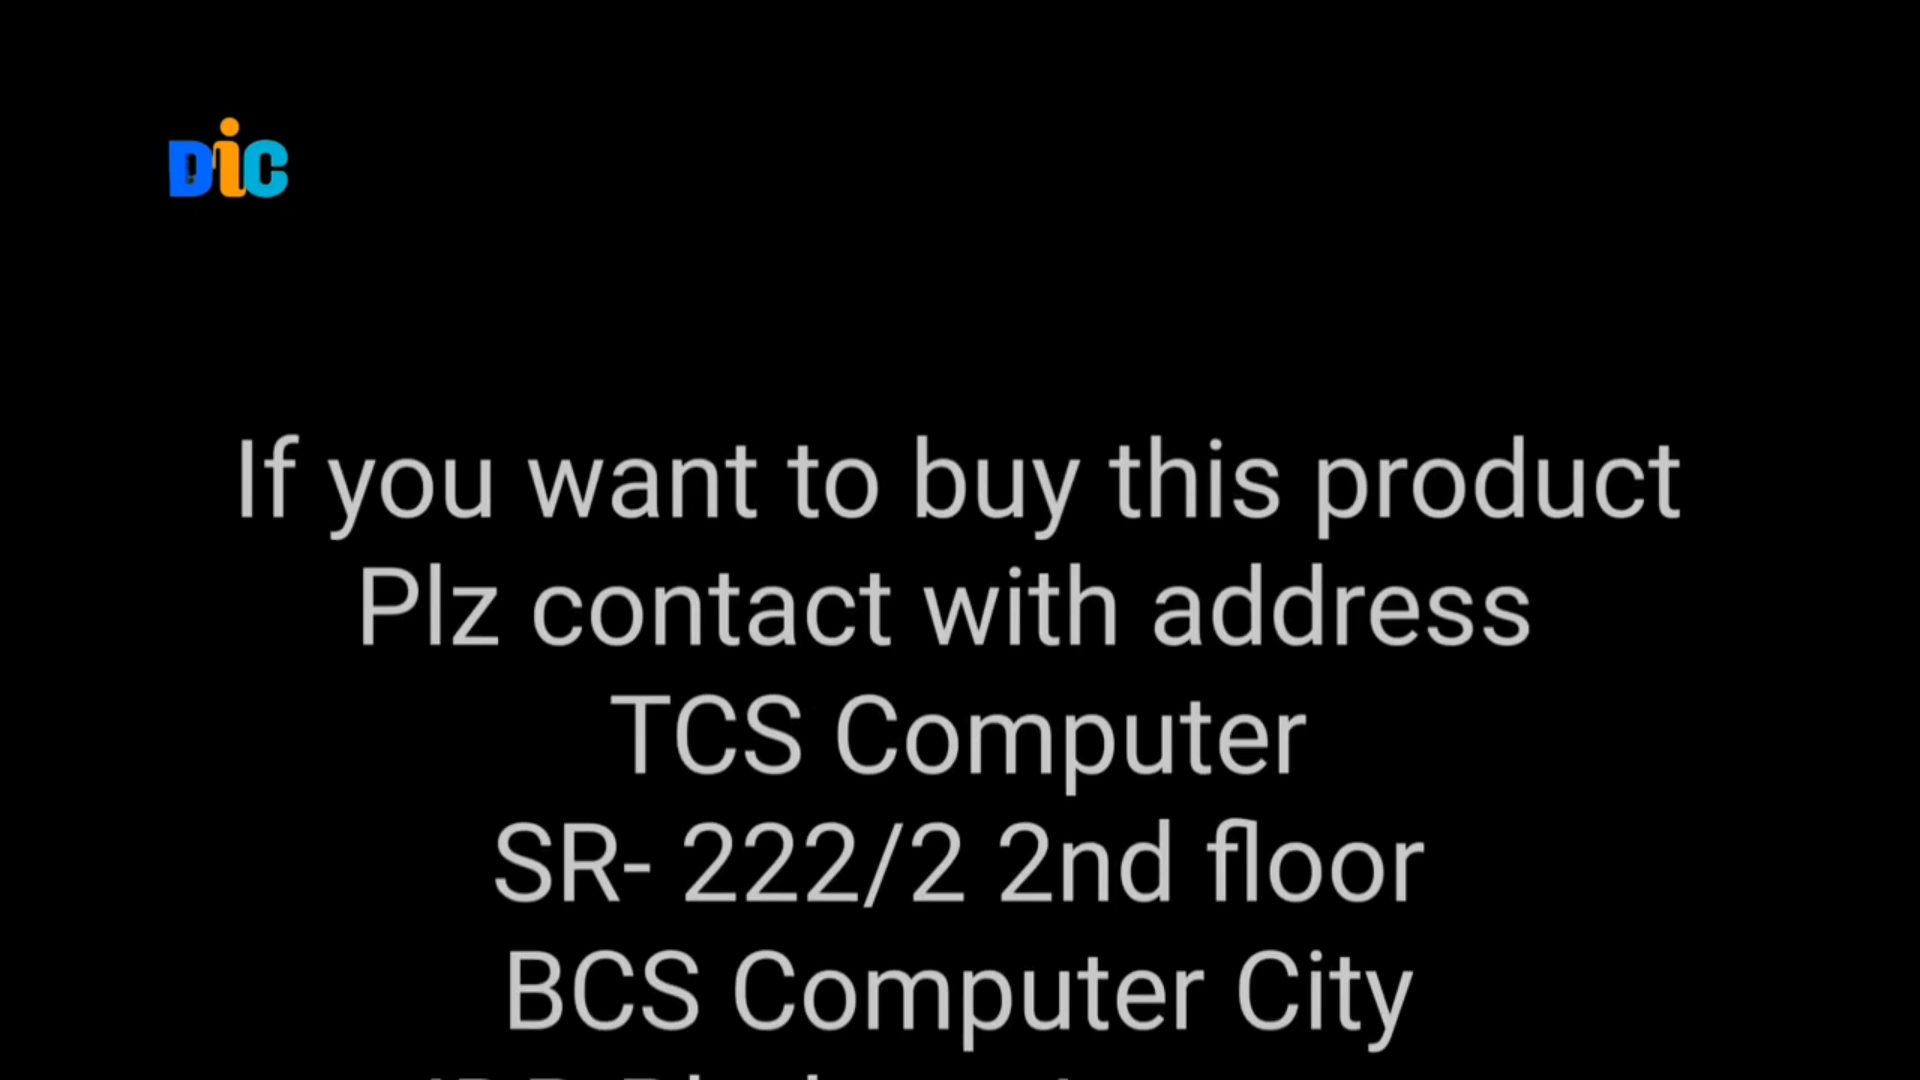 DiC
If you want to buy this product
Plz contact with address
TCS Computer
SR- 222/2 2nd floor
BCS Computer City